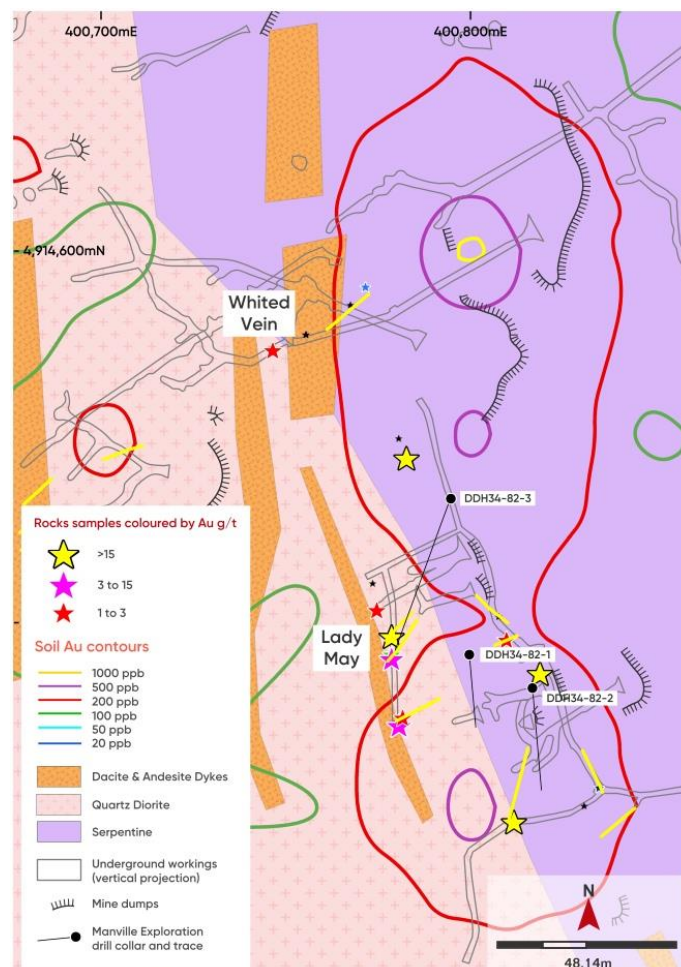 400,700mE
400,800mE
4,914,600mN
Whited
Vein
DDH34-82-3
Lady
May
DDH34-82-1
DDH34-82-2
Rocks samples coloured by Au g/t
>15
3 to 15
1 to 3
Soil Au contours
1000 ppb
500 ppb
200 ppb
100 ppb
50 ppb
20 ppb
Dacite & Andesite Dykes
Quartz Diorite
Serpentine
Underground workings
(vertical projection)
Mine dumps
Manville Exploration
drill collar and trace
N
48.14m